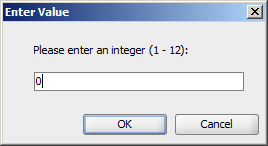 Enter Value
Please enter an integer (1 - 12):
0
OK
Cancel